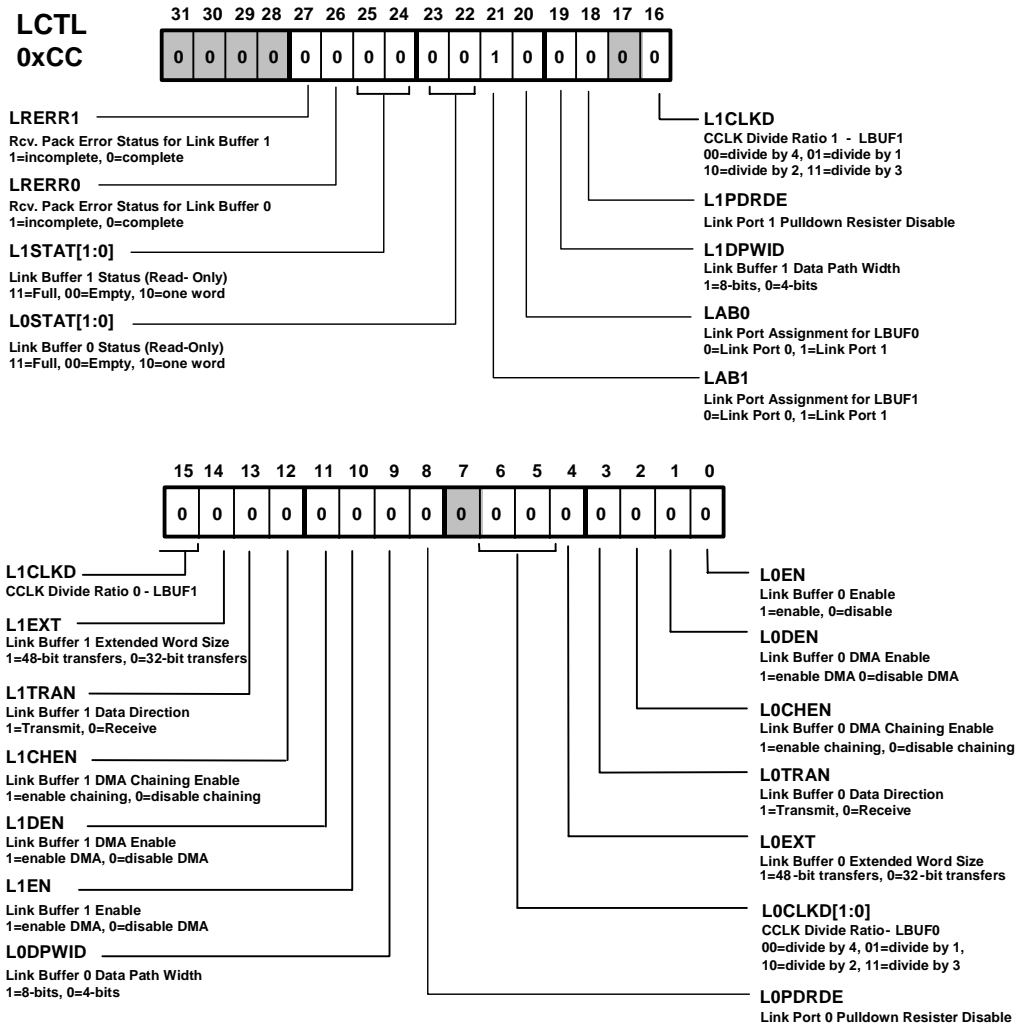 LCTL
0xCC
31 30 29 28 27 26 25 24 23 22 21 20 19 18 17 16
0 0 0 0 0 0 0 0 0 0 1 0 0 0 0 0
LRERR1
Rcv. Pack Error Status for Link Buffer 1
1=incomplete, 0=complete
LRERR0
Rcv. Pack Error Status for Link Buffer 0
1=incomplete, 0=complete
L1STAT[1:0]
Link Buffer 1 Status (Read- Only)
11=Full, 00=Empty, 10=one word
L0STAT[1:0]
Link Buffer 0 Status (Read-Only)
11=Full, 00=Empty, 10=one word
L1CLKD
CCLK Divide Ratio 1 - LBUF1
00=divide by 4, 01=divide by 1
10=divide by 2, 11=divide by 3
L1PDRDE
Link Port 1 Pulldown Resister Disable
L1DPWID
Link Buffer 1 Data Path Width
1=8-bits, 0=4-bits
LAB0
Link Port Assignment for LBUF0
0=Link Port 0, 1=Link Port 1
LAB1
Link Port Assignment for LBUF1
0=Link Port 0, 1=Link Port 1
15 14 13 12 11 10 9 8 7 6 5 4 3 2 1 0
0 0 0 0 0 0 0 0 0 0 0 0 0 0 0 0
L1CLKD
CCLK Divide Ratio 0 - LBUF1
L1EXT
Link Buffer 1 Extended Word Size
1=48-bit transfers, 0=32-bit transfers
L1TRAN
Link Buffer 1 Data Direction
1=Transmit, 0=Receive
L1CHEN
Link Buffer 1 DMA Chaining Enable
1=enable chaining, 0=disable chaining
L1DEN
Link Buffer 1 DMA Enable
1=enable DMA, 0=disable DMA
L1EN
Link Buffer 1 Enable
1=enable DMA, 0=disable DMA
L0DPWID
Link Buffer 0 Data Path Width
1=8-bits, 0=4-bits
L0EN
Link Buffer 0 Enable
1=enable, 0=disable
L0DEN
Link Buffer 0 DMA Enable
1=enable DMA 0=disable DMA
L0CHEN
Link Buffer 0 DMA Chaining Enable
1=enable chaining, 0=disable chaining
L0TRAN
Link Buffer 0 Data Direction
1=Transmit, 0=Receive
L0EXT
Link Buffer 0 Extended Word Size
1=48-bit transfers, 0=32-bit transfers
L0CLKD[1:0]
CCLK Divide Ratio- LBUF0
00=divide by 4, 01=divide by 1,
10=divide by 2, 11=divide by 3
L0PDRDE
Link Port 0 Pulldown Resister Disable